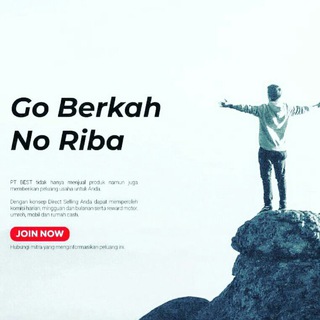 Go Berkah
No Riba
PT BEST tidak hanya menjual produk namun juga
memberikan peluang usaha untuk Anda.
Dengan konsep Direct Selling Anda dapat memperoleh
komisi harian, mingguan dan bulanan serta reward motor,
umroh, mobil dan rumah cash.
JOIN NOW
Hubungi mitra yang menginformasikan peluang ini.